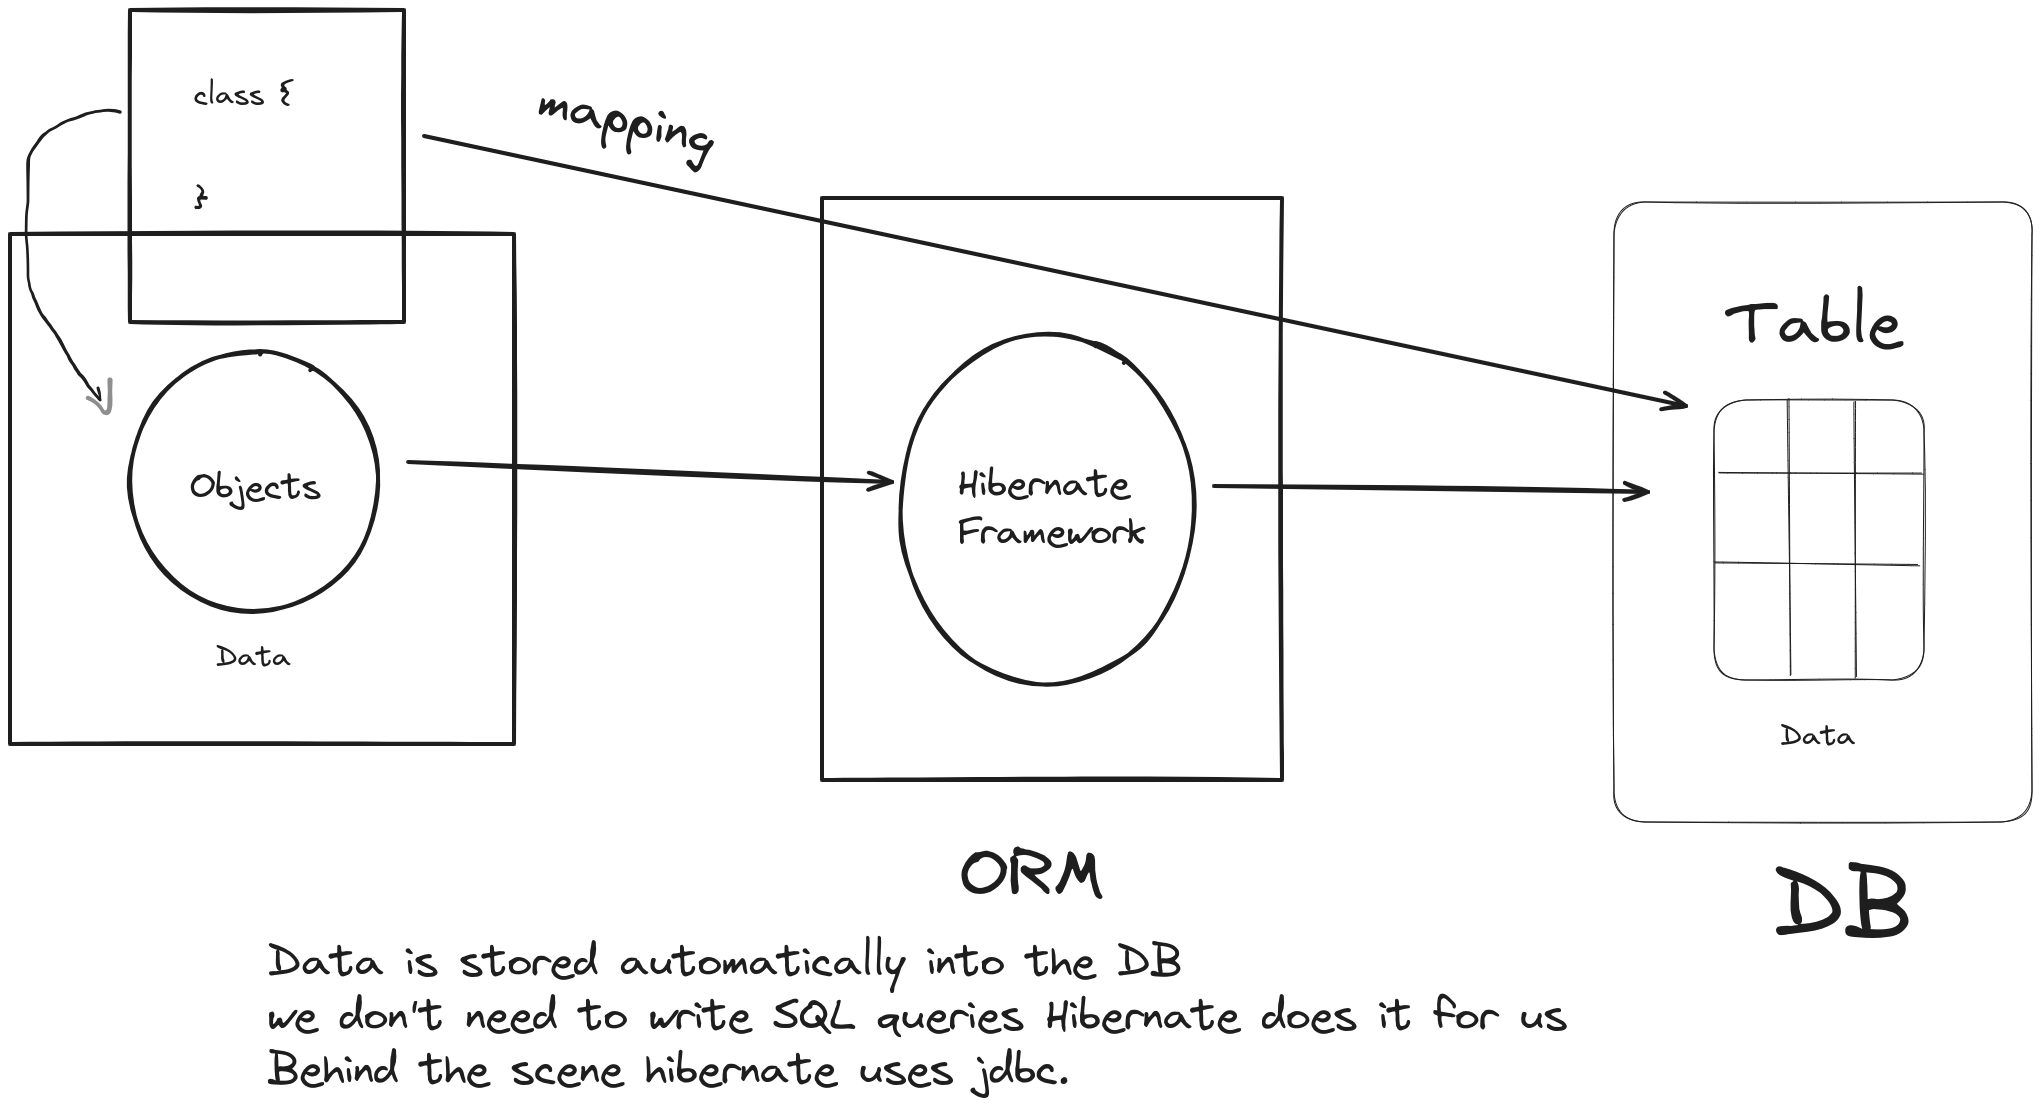 class {
}
mapping
Objects
Data
Hibernate
Framework
Table
Data
ORM
DB
Data is stored automatically into the DB
we don't need to write SQL queries Hibernate does it for us
Behind the scene hibernate uses jdbc.